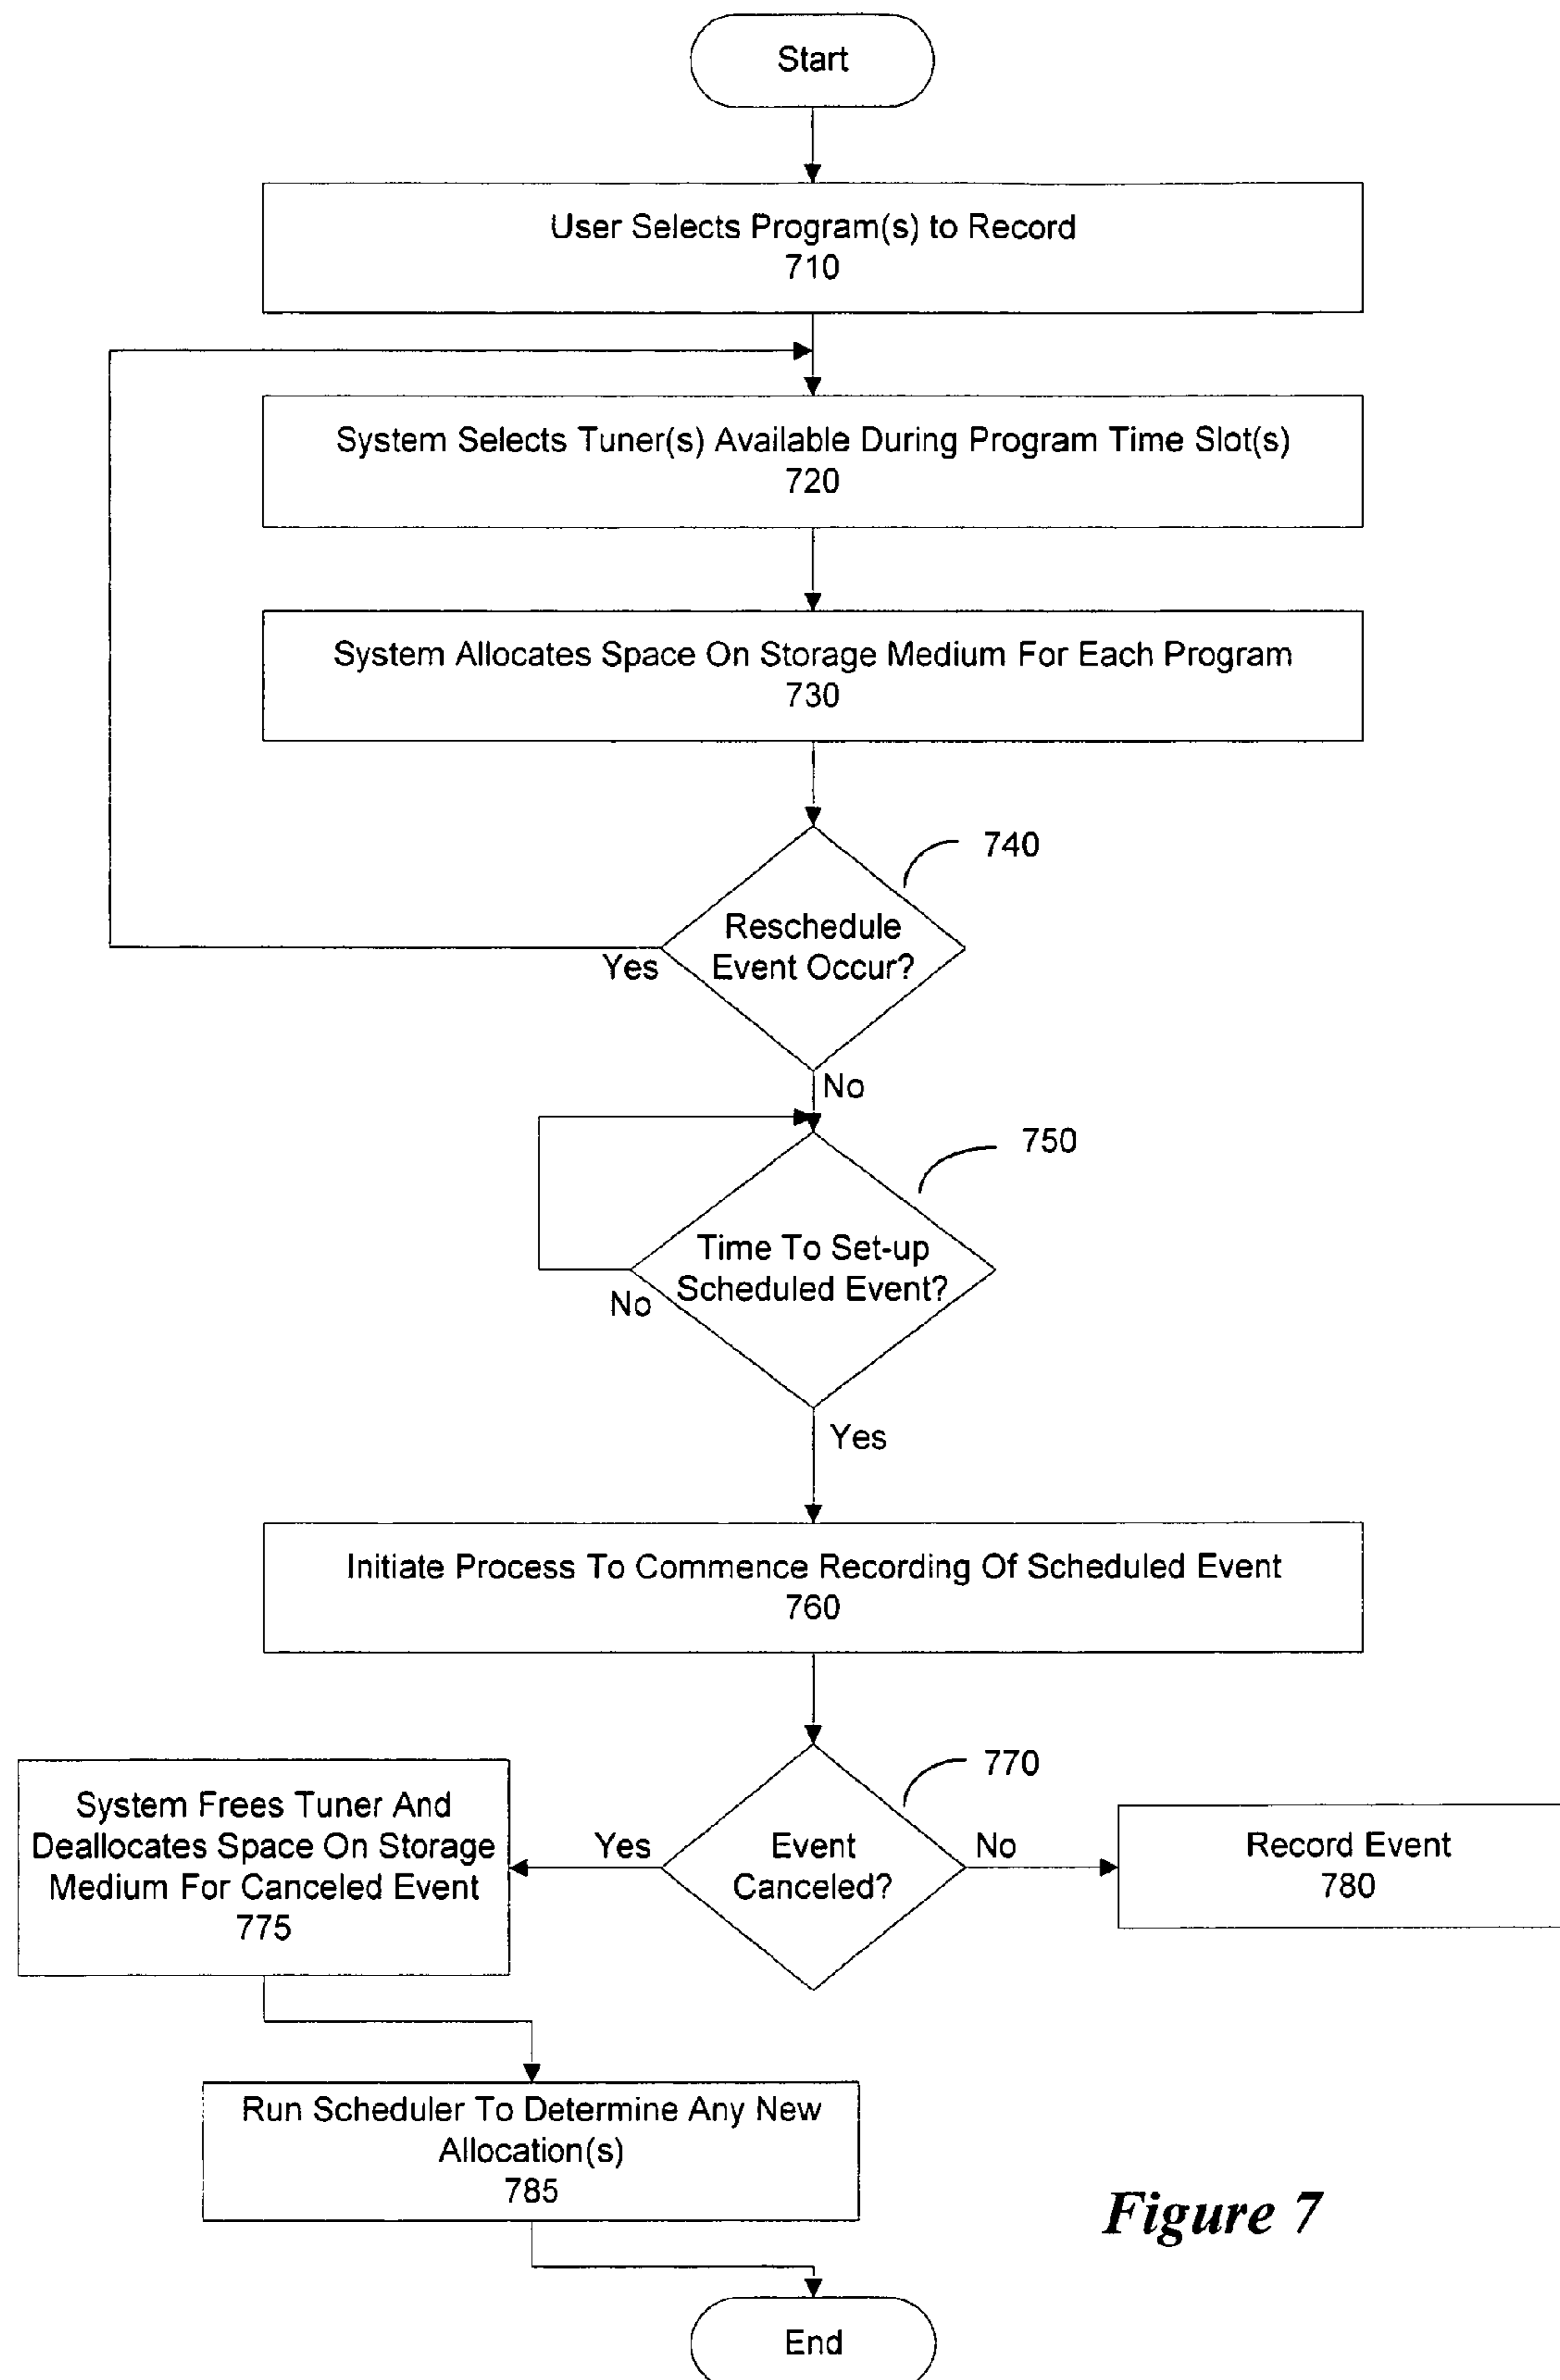 Start
User Selects Program(s) to Record
710
System Selects Tuner(s) Available During Program Time Slot(s)
720
System Allocates Space On Storage Medium For Each Program
730
740
Reschedule
Event Occur?
Yes
No
750
Time To Set-up
Scheduled Event?
No
Yes
Initiate Process To Commence Recording Of Scheduled Event
760
770
System Frees Tuner And
Deallocates Space On Storage
Medium For Canceled Event
775
Yes
Event
Canceled?
No
Record Event
780
Run Scheduler To Determine Any New
Allocation(s)
785
Figure 7
End